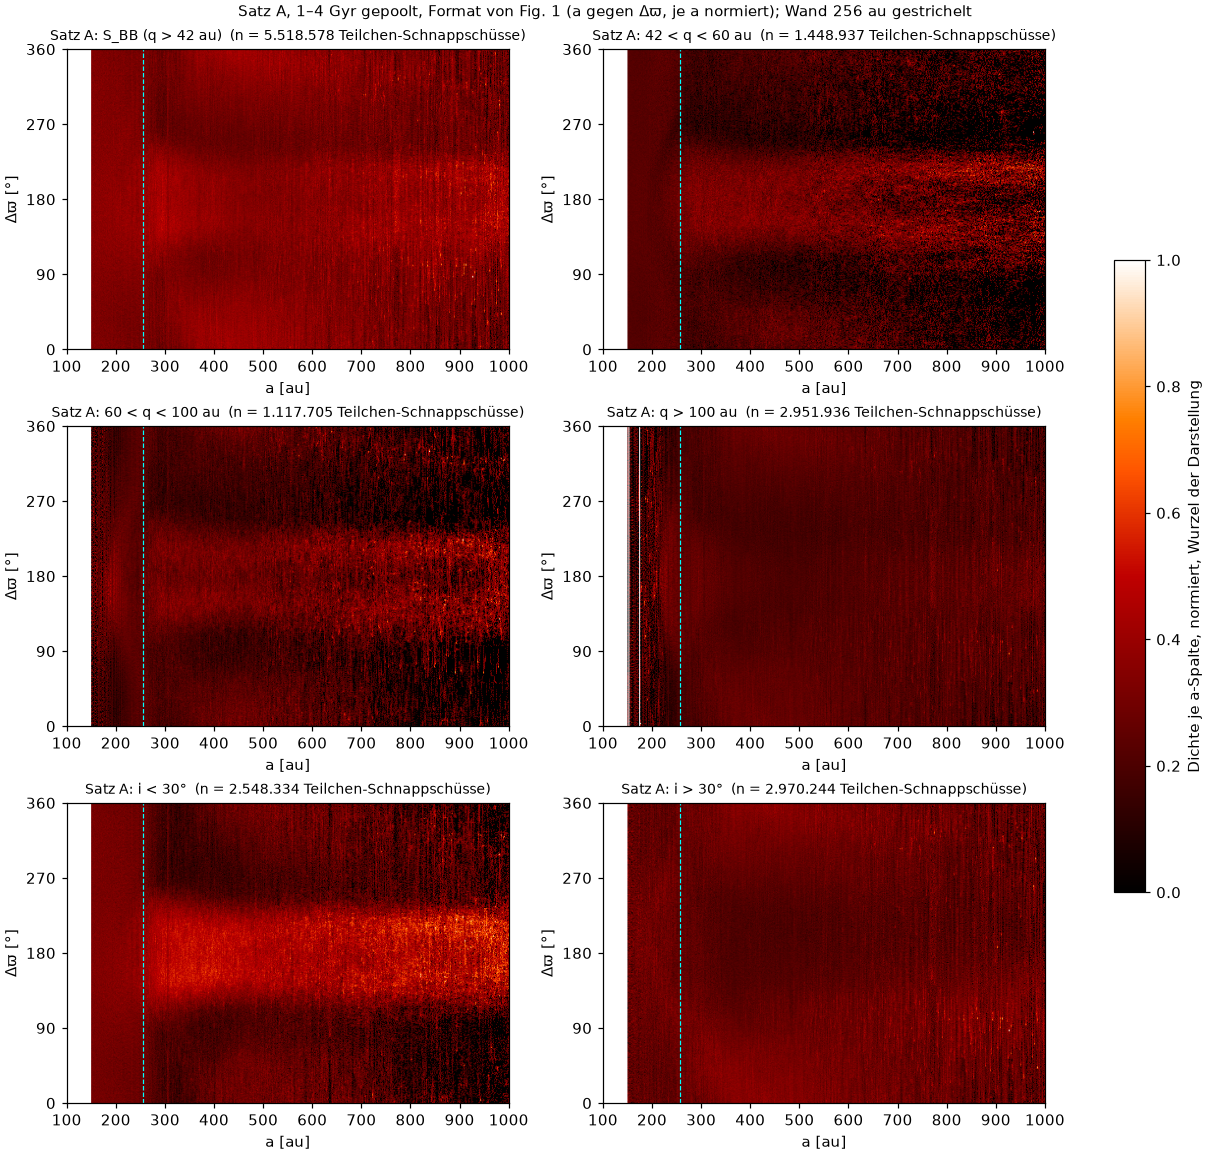 Satz A, 1–4 Gyr gepoolt, Format von Fig. 1 (a gegen Δϖ, je a normiert); Wand 256 au gestrichelt
Satz A: S_BB (q > 42 au)  (n = 5.518.578 Teilchen-Schnappschüsse)
360
270
180
90
0
Δϖ [°]
100 200 300 400 500 600 700 800 900 1000
a [au]
Satz A: 42 < q < 60 au  (n = 1.448.937 Teilchen-Schnappschüsse)
360
270
180
90
0
Δϖ [°]
100 200 300 400 500 600 700 800 900 1000
a [au]
Satz A: 60 < q < 100 au  (n = 1.117.705 Teilchen-Schnappschüsse)
360
270
180
90
0
Δϖ [°]
100 200 300 400 500 600 700 800 900 1000
a [au]
Satz A: q > 100 au  (n = 2.951.936 Teilchen-Schnappschüsse)
360
270
180
90
0
Δϖ [°]
100 200 300 400 500 600 700 800 900 1000
a [au]
Satz A: i < 30°  (n = 2.548.334 Teilchen-Schnappschüsse)
360
270
180
90
0
Δϖ [°]
100 200 300 400 500 600 700 800 900 1000
a [au]
Satz A: i > 30°  (n = 2.970.244 Teilchen-Schnappschüsse)
360
270
180
90
0
Δϖ [°]
100 200 300 400 500 600 700 800 900 1000
a [au]
1.0
0.8
0.6
0.4
0.2
0.0
Dichte je a-Spalte, normiert, Wurzel der Darstellung